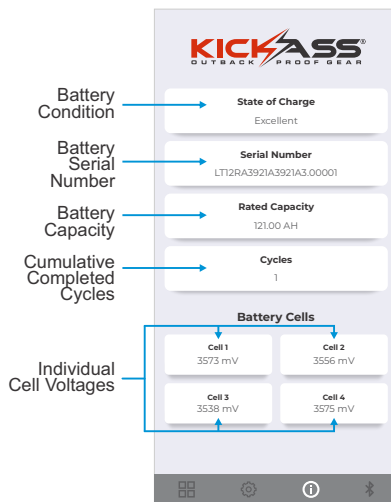 KICKASS®
OUTBACK PROOF GEAR
Battery
Condition
State of Charge
Excellent
Battery
Serial
Number
Serial Number
LT12RA3921A3921A3.00001
Battery
Capacity
Rated Capacity
121.00 AH
Cumulative
Completed
Cycles
Cycles
1
Battery Cells
Individual
Cell Voltages
Cell 1
3573 mV
Cell 2
3556 mV
Cell 3
3538 mV
Cell 4
3575 mV